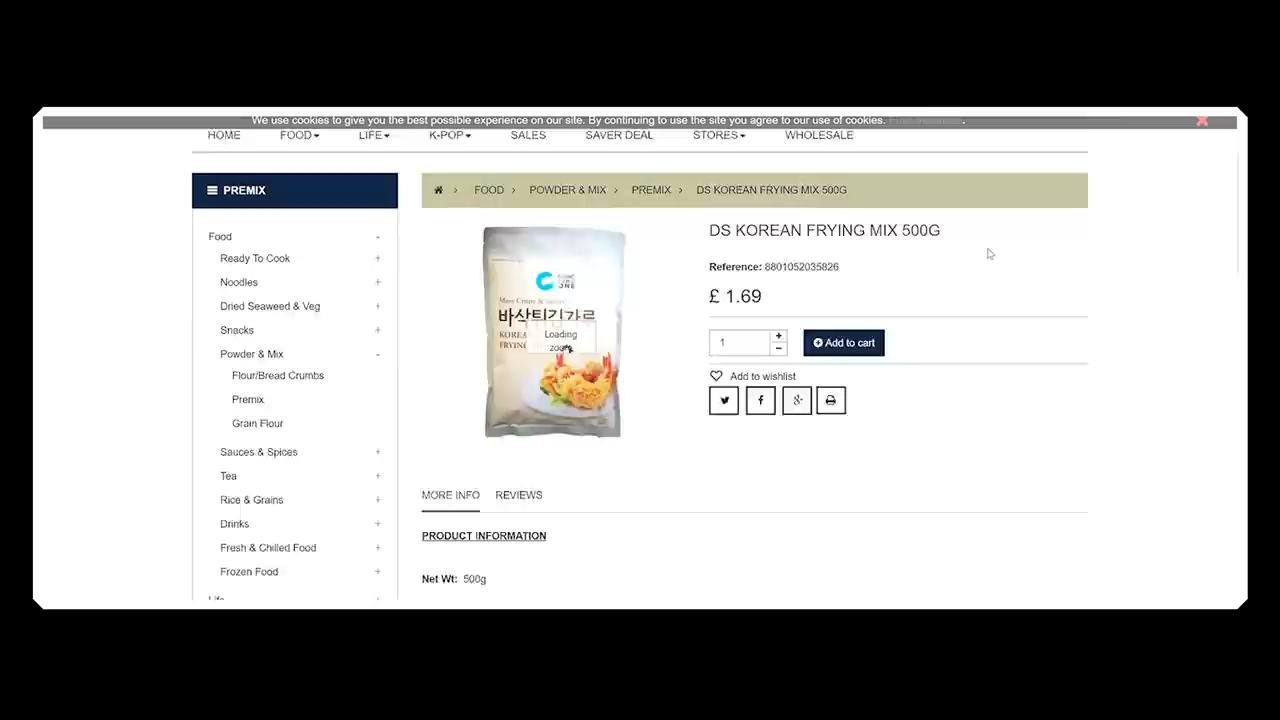 We use cookies to give you the best possible experience on our site. By continuing to use the site you agree to our use of cookies.
HOME FOOD LIFE K-POP SALES SAVER DEAL STORES WHOLESALE
PREMIX
FOOD > POWDER & MIX > PREMIX > DS KOREAN FRYING MIX 500G
Food -
Ready To Cook +
Noodles +
Dried Seaweed & Veg +
Snacks +
Powder & Mix -
Flour/Bread Crumbs
Premix
Grain Flour
Sauces & Spices +
Tea +
Rice & Grains +
Drinks +
Fresh & Chilled Food +
Frozen Food +
ONE
바삭튀김가루
Loading
DS KOREAN FRYING MIX 500G
Reference: 8801052035826
£ 1.69
1 + -
Add to cart
Add to wishlist
MORE INFO REVIEWS
PRODUCT INFORMATION
Net Wt: 500g